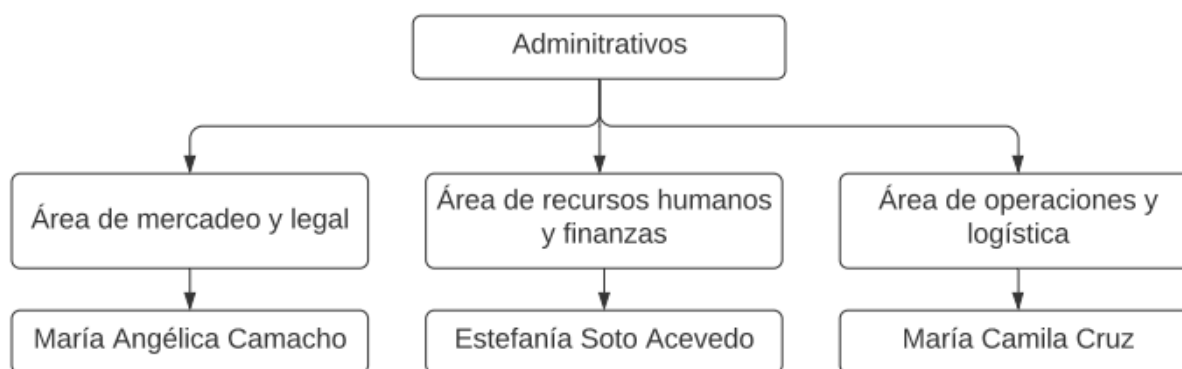 Adminitrativos
Área de mercadeo y legal
Área de recursos humanos
y finanzas
Área de operaciones y
logística
María Angélica Camacho
Estefanía Soto Acevedo
María Camila Cruz